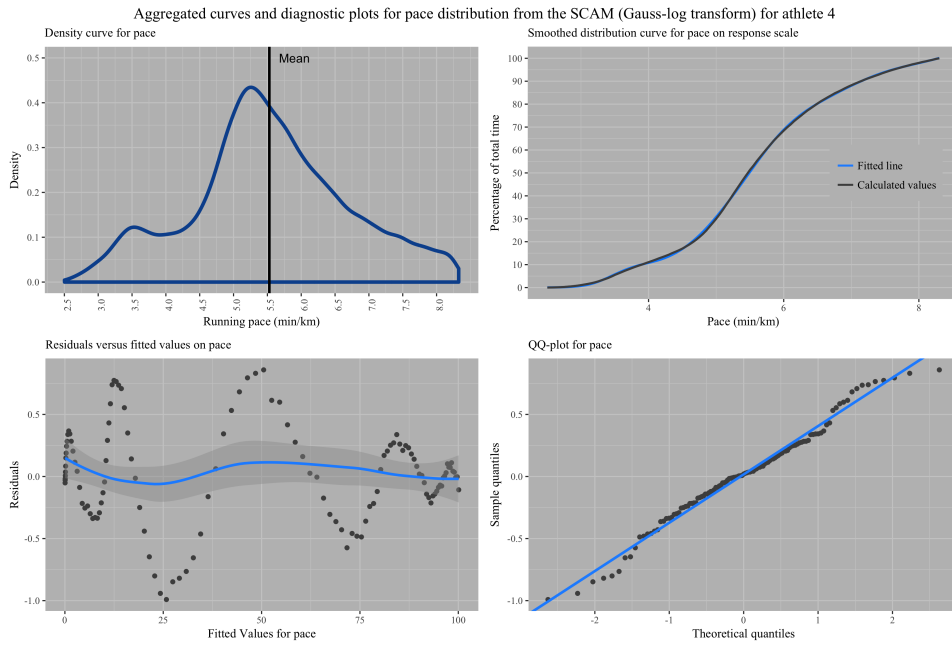 Aggregated curves and diagnostic plots for pace distribution from the SCAM (Gauss-log transform) for athlete 4
Density curve for pace
Mean
0.5
0.4
0.3
0.2
0.1
0.0
Density
2.5 3.0 3.5 4.0 4.5 5.0 5.5 6.0 6.5 7.0 7.5 8.0
Running pace (min/km)
Smoothed distribution curve for pace on response scale
100
90
80
70
60
50
40
30
20
10
0
Percentage of total time
Fitted line
Calculated values
4 6 8
Pace (min/km)
Residuals versus fitted values on pace
0.5
0.0
-0.5
-1.0
Residuals
0 25 50 75 100
Fitted Values for pace
QQ-plot for pace
0.5
0.0
-0.5
-1.0
Sample quantiles
-2 -1 0 1 2
Theoretical quantiles